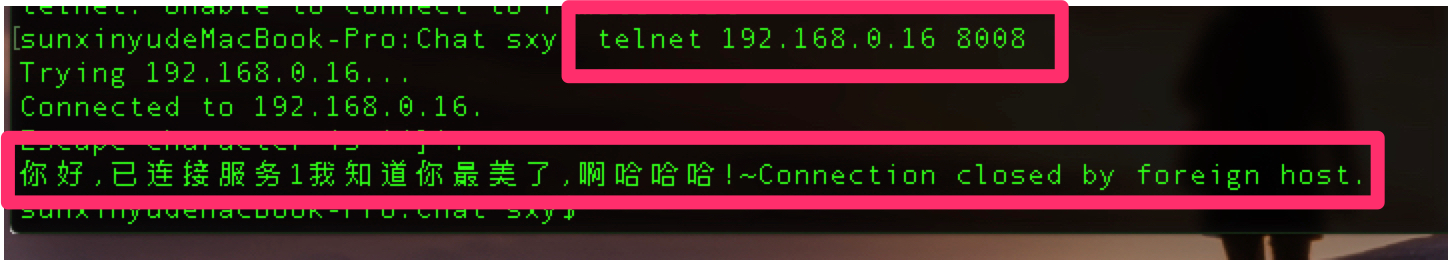 telnet: Unable to connect to r
[sunxinyudeMacBook-Pro:Chat sxy telnet 192.168.0.16 8008
Trying 192.168.0.16...
Connected to 192.168.0.16.
Escape character is '^]'.
你好,已连接服务1我知道你最美了,啊哈哈哈!~Connection closed by foreign host.
sunxinyudeMacBook-Pro:Chat sxy$